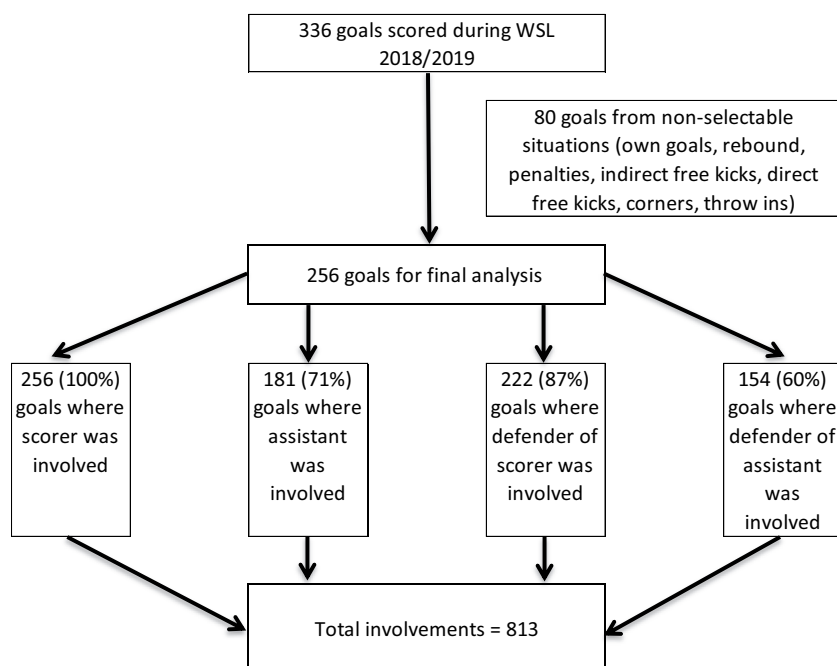 336 goals scored during WSL
2018/2019
80 goals from non-selectable
situations (own goals, rebound,
penalties, indirect free kicks, direct
free kicks, corners, throw ins)
256 goals for final analysis
256 (100%)
goals where
scorer was
involved
181 (71%)
goals where
assistant
was
involved
222 (87%)
goals where
defender of
scorer was
involved
154 (60%)
goals where
defender of
assistant
was
involved
Total involvements = 813